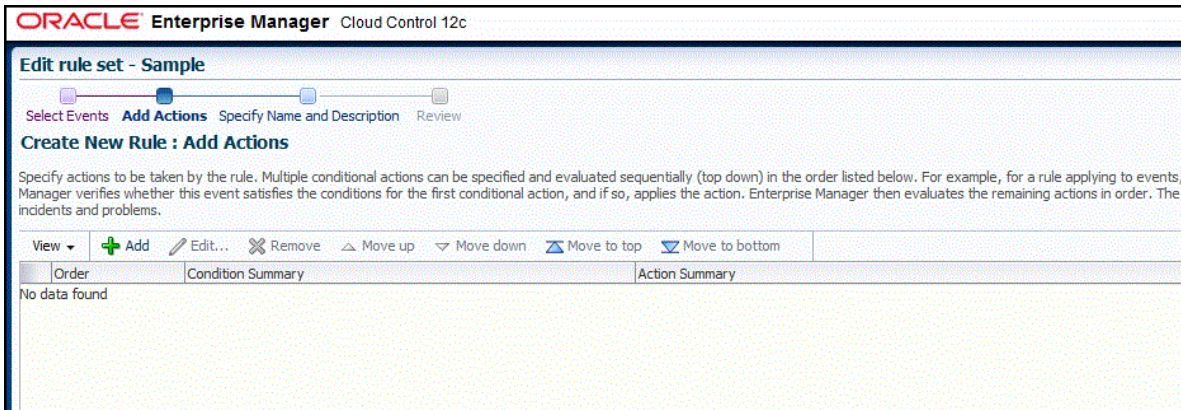 ORACLE Enterprise Manager Cloud Control 12c
Edit rule set - Sample
Select Events Add Actions Specify Name and Description Review
Create New Rule : Add Actions
Specify actions to be taken by the rule. Multiple conditional actions can be specified and evaluated sequentially (top down) in the order listed below. For example, for a rule applying to events,
Manager verifies whether this event satisfies the conditions for the first conditional action, and if so, applies the action. Enterprise Manager then evaluates the remaining actions in order. The
incidents and problems.
View Add Edit... Remove Move up Move down Move to top Move to bottom
Order Condition Summary Action Summary
No data found